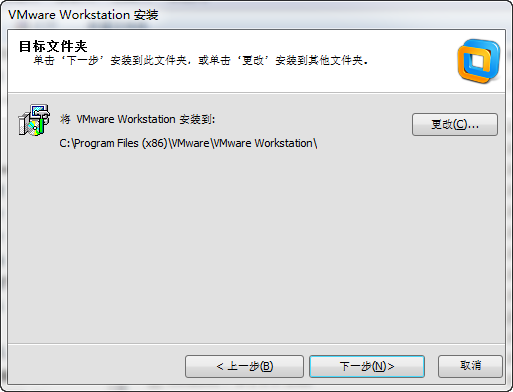 VMware Workstation 安装
目标文件夹
单击‘下一步’安装到此文件夹，或单击‘更改’安装到其他文件夹。
将 VMware Workstation 安装到:
更改(C)...
C:\Program Files (x86)\VMware\VMware Workstation\
< 上一步(B)
下一步(N)>
取消